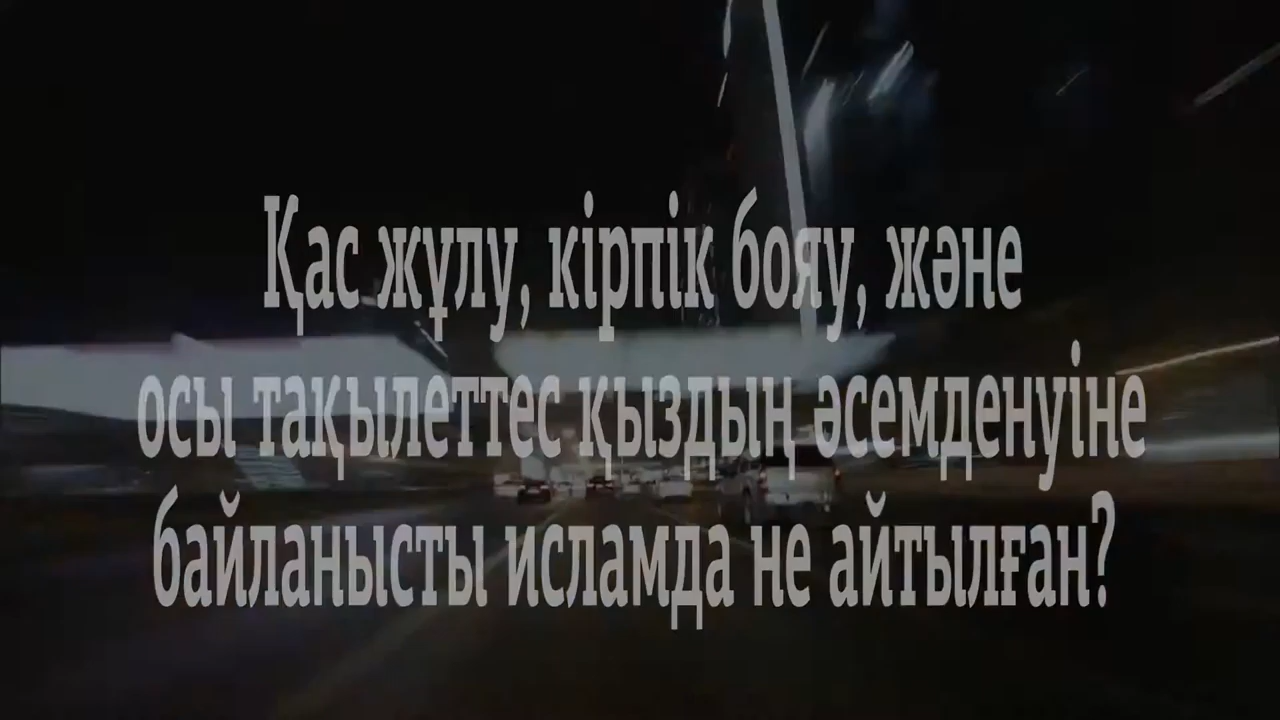 Қас жұлу, кірпік бояу, және
осы тақылеттес қыздың әсемденуіне
байланысты исламда не айтылған?